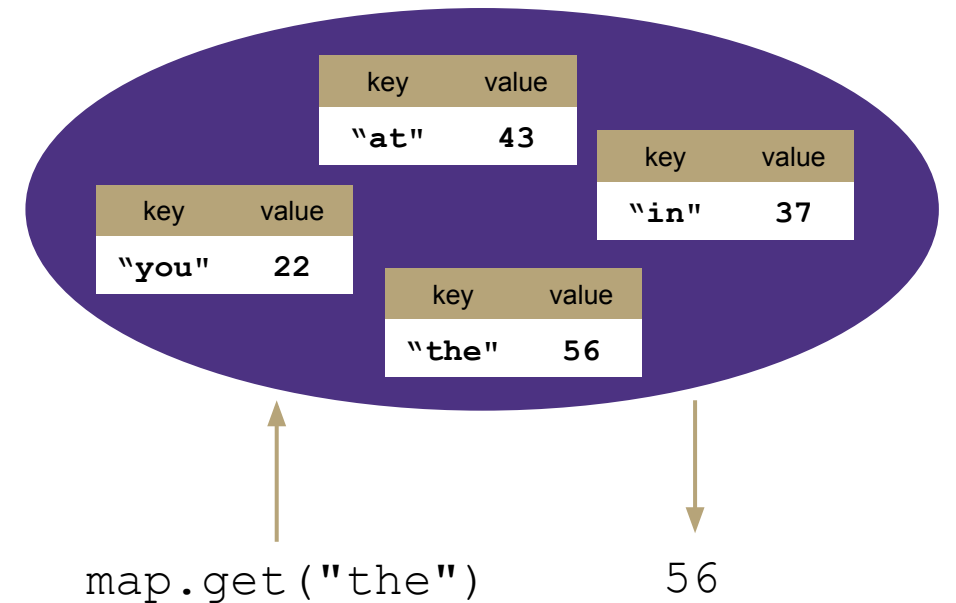 key value
“at" 43
key value
“in" 37
key value
“you" 22
key value
“the" 56
map.get("the") 56